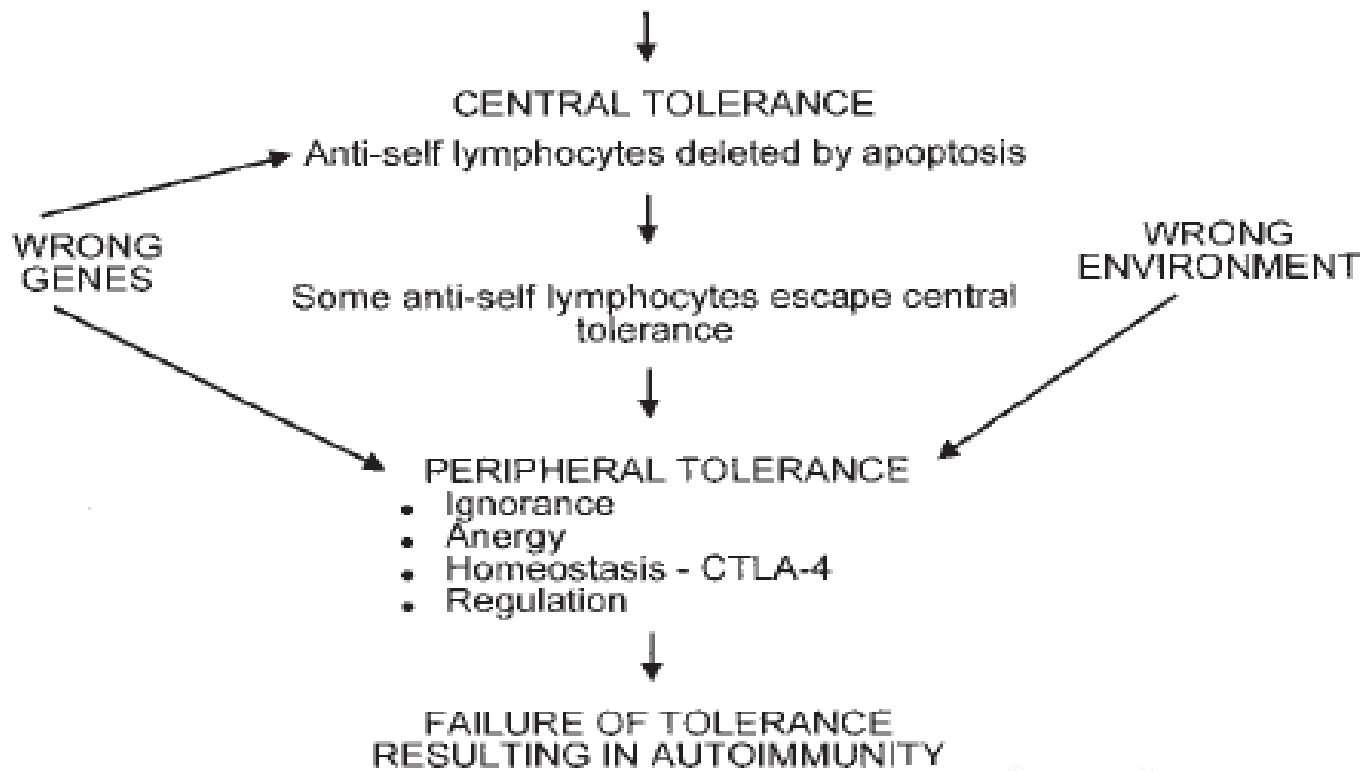 CENTRAL TOLERANCE
Anti-self lymphocytes deleted by apoptosis
WRONG
GENES
WRONG
ENVIRONMENT
Some anti-self lymphocytes escape central
tolerance
PERIPHERAL TOLERANCE
• Ignorance
• Anergy
• Homeostasis - CTLA-4
• Regulation
FAILURE OF TOLERANCE
RESULTING IN AUTOIMMUNITY